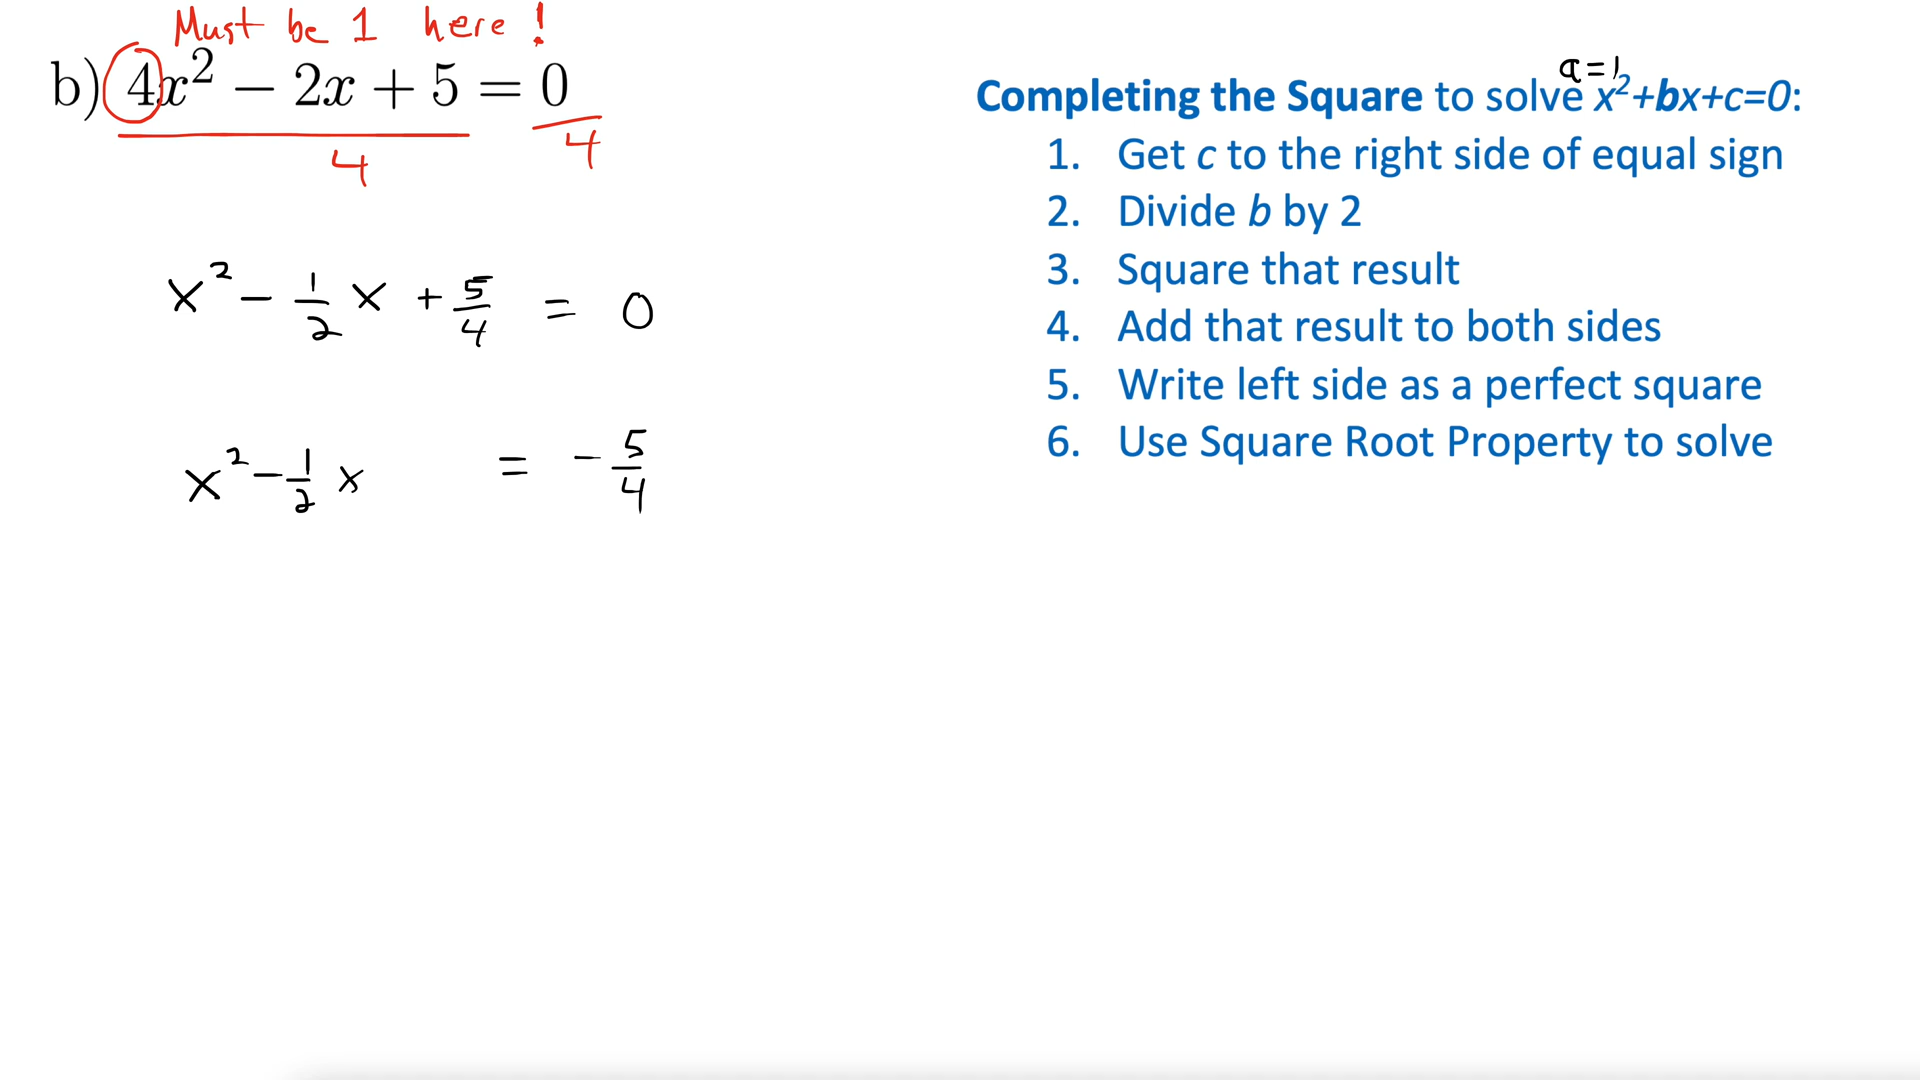 Must be 1 here!
b) 4x² − 2x + 5 = 0
4 4
x² − 1/2 x + 5/4 = 0
x² − 1/2 x = − 5/4
a=1
Completing the Square to solve x²+bx+c=0:
1. Get c to the right side of equal sign
2. Divide b by 2
3. Square that result
4. Add that result to both sides
5. Write left side as a perfect square
6. Use Square Root Property to solve